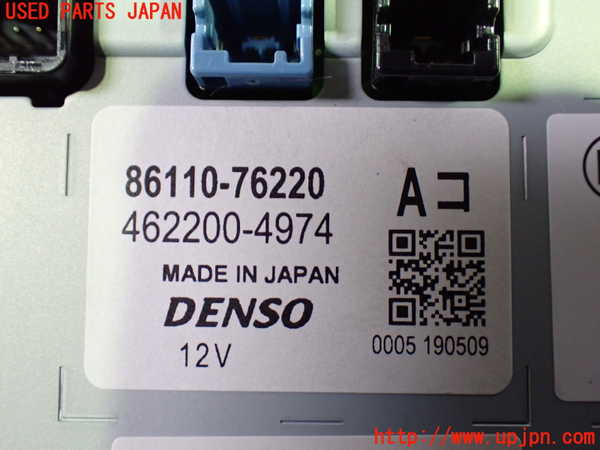 USED PARTS JAPAN
86110-76220
Aコ
462200-4974
MADE IN JAPAN
DENSO
12V
0005 190509
http://www.upjpn.com/